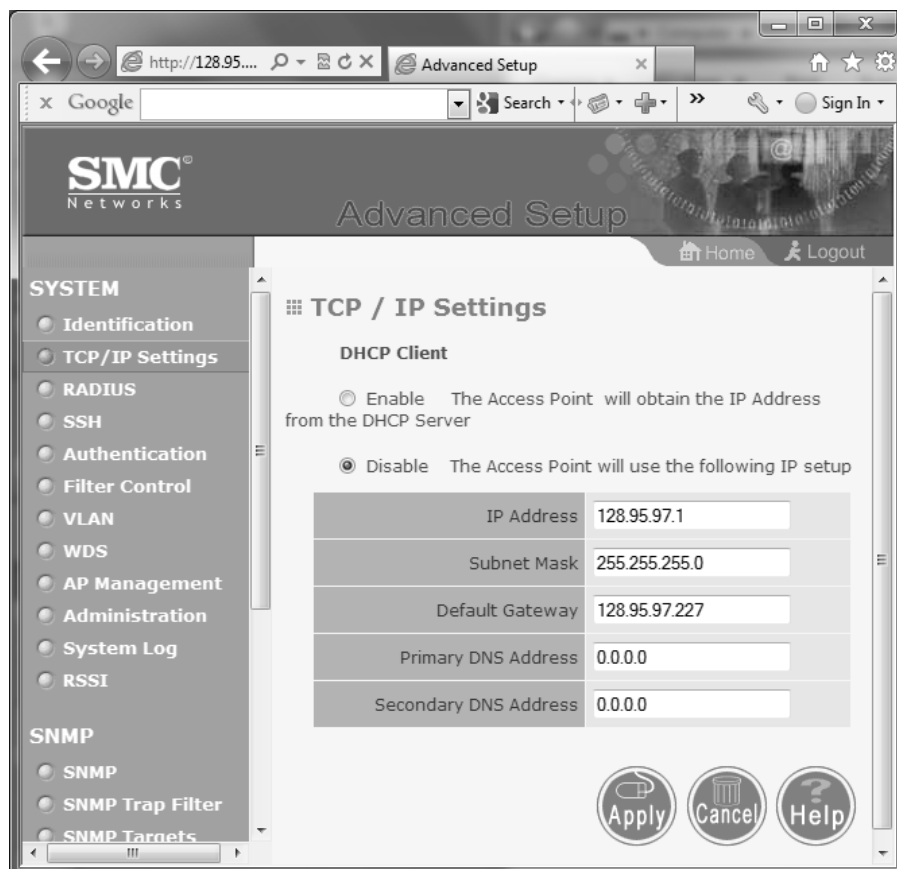 http://128.95....
Advanced Setup
x Google
Search
»
Sign In
SMC®
Networks
Advanced Setup
Home
Logout
SYSTEM
Identification
TCP/IP Settings
RADIUS
SSH
Authentication
Filter Control
VLAN
WDS
AP Management
Administration
System Log
RSSI
SNMP
SNMP
SNMP Trap Filter
SNMP Targets
TCP / IP Settings
DHCP Client
Enable The Access Point will obtain the IP Address
from the DHCP Server
Disable The Access Point will use the following IP setup
IP Address 128.95.97.1
Subnet Mask 255.255.255.0
Default Gateway 128.95.97.227
Primary DNS Address 0.0.0.0
Secondary DNS Address 0.0.0.0
Apply
Cancel
Help